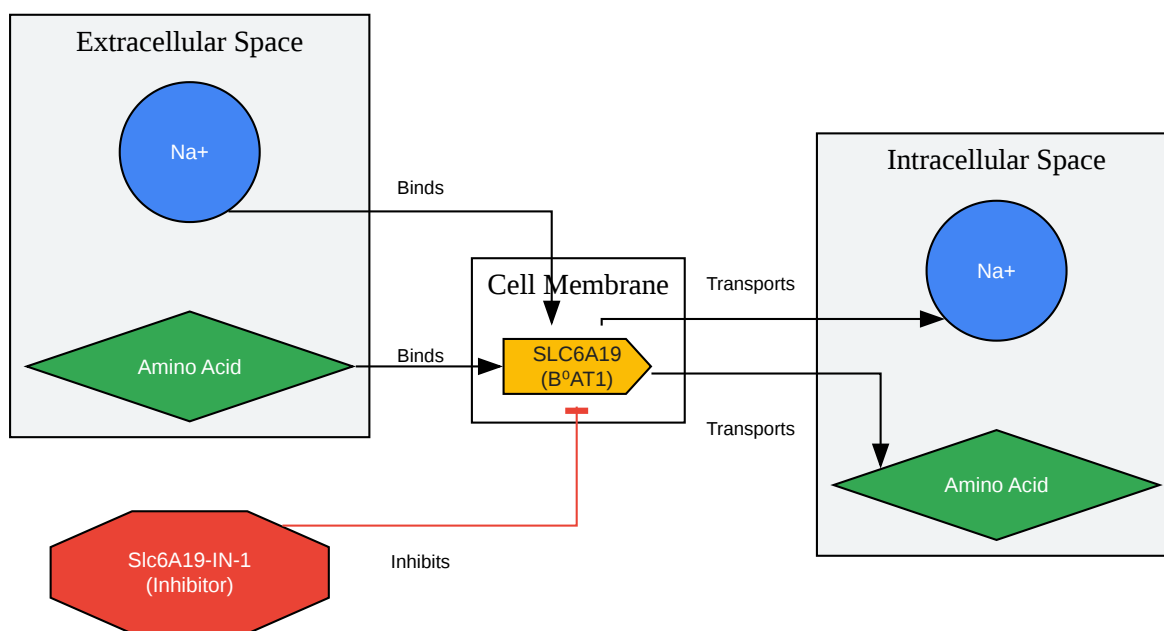 Extracellular Space
Na+
Binds
Amino Acid
Binds
Cell Membrane
SLC6A19
(B⁰AT1)
Transports
Transports
Intracellular Space
Na+
Amino Acid
Slc6A19-IN-1
(Inhibitor)
Inhibits